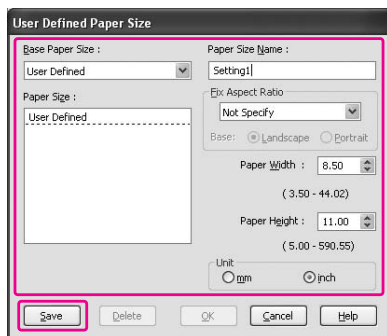 User Defined Paper Size
Base Paper Size :
User Defined
Paper Size :
User Defined
Paper Size Name :
Setting1
Fix Aspect Ratio
Not Specify
Base: Landscape Portrait
Paper Width : 8.50
( 3.50 - 44.02)
Paper Height : 11.00
( 5.00 - 590.55)
Unit
mm inch
Save Delete OK Cancel Help